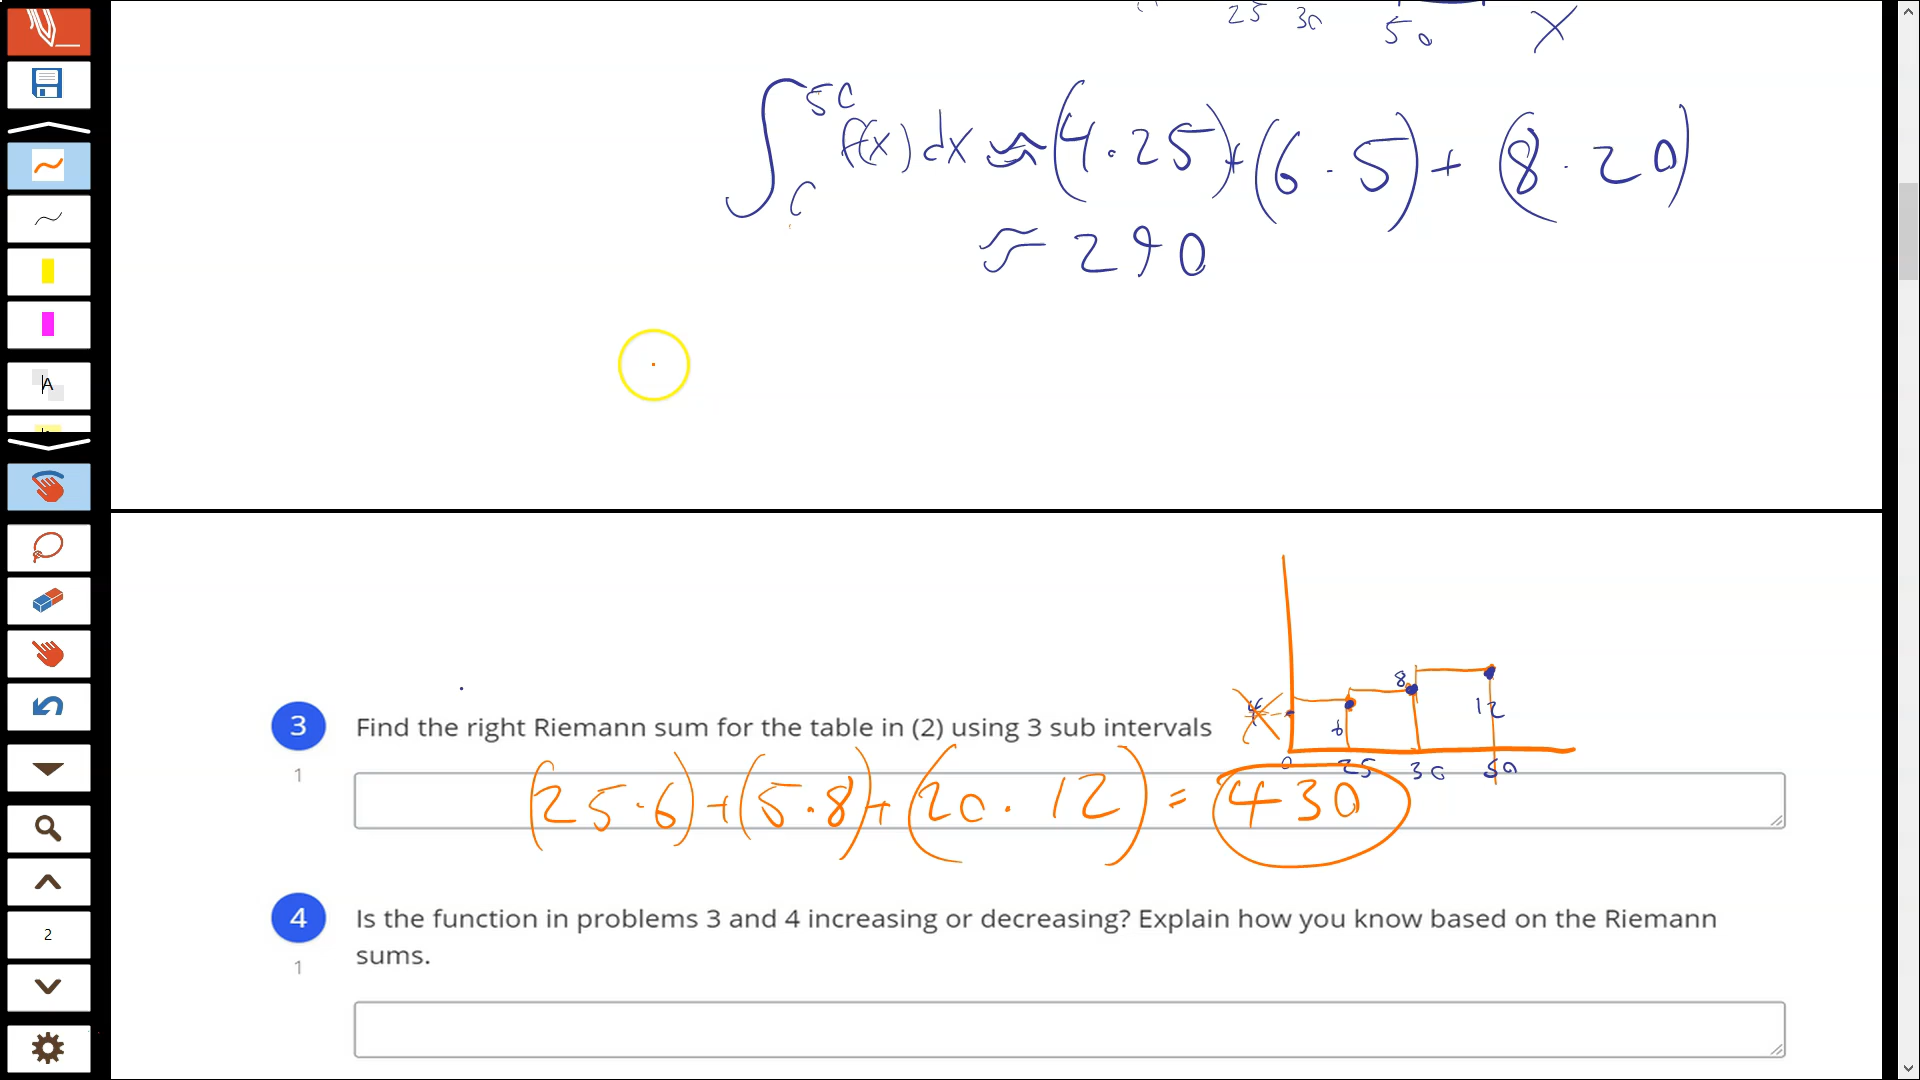 25 30 50 X
∫₀⁵⁰ f(x) dx ≈ (4·25) + (6·5) + (8·20)
≈ 290
3 Find the right Riemann sum for the table in (2) using 3 sub intervals
1
8
6 12
0 25 30 50
(25·6) + (5·8) + (20·12) = 430
4 Is the function in problems 3 and 4 increasing or decreasing? Explain how you know based on the Riemann
sums.
1
A
2